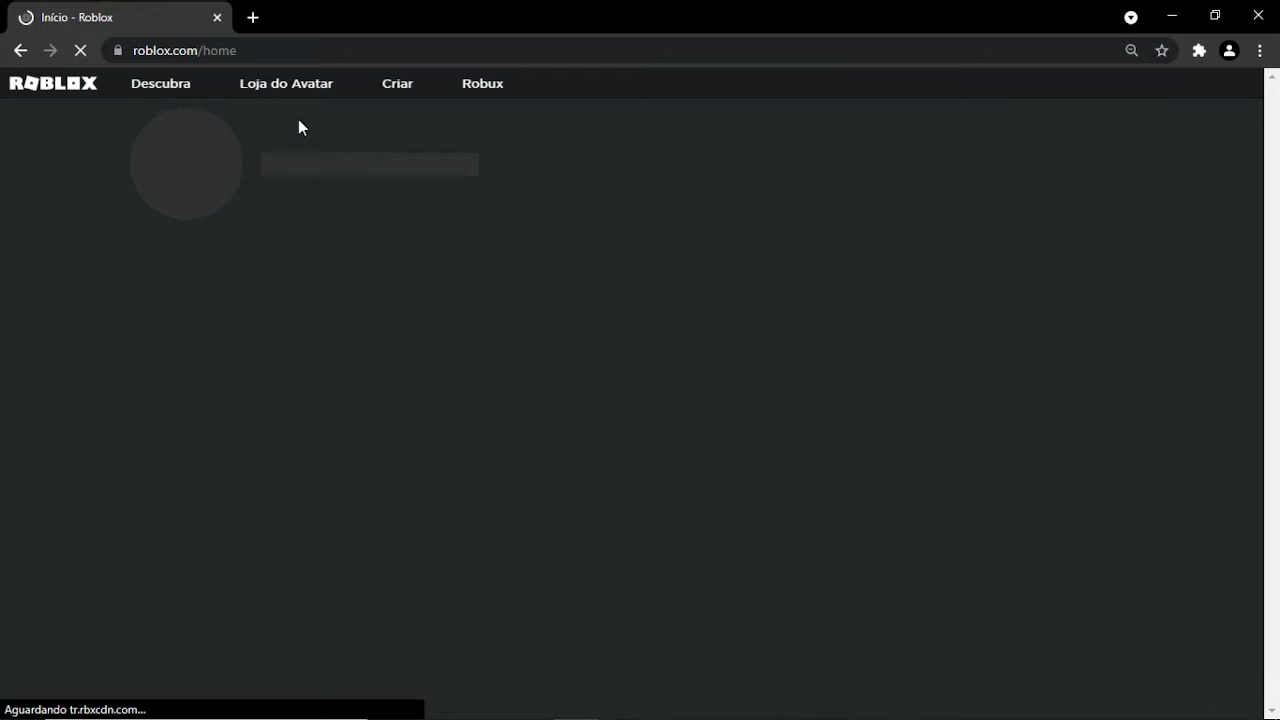 Início - Roblox
roblox.com/home
ROBLOX Descubra Loja do Avatar Criar Robux
Aguardando tr.rbxcdn.com...